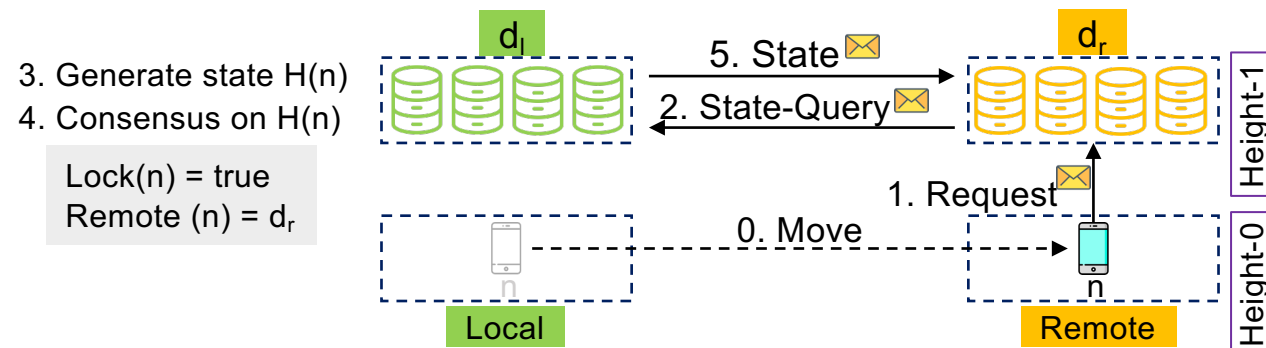 d_l
d_r
5. State
3. Generate state H(n)
2. State-Query
4. Consensus on H(n)
Height-1
Lock(n) = true
Remote (n) = d_r
1. Request
0. Move
n
n
Height-0
Local
Remote